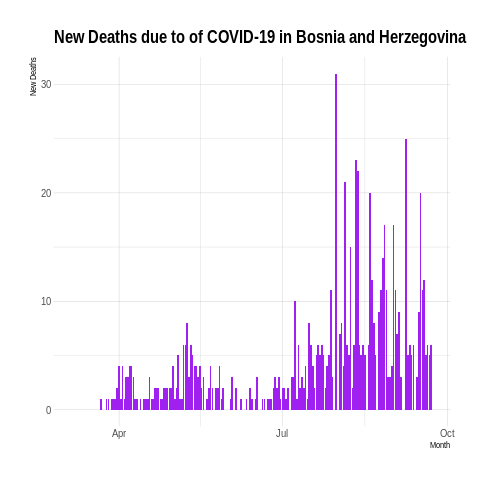 New Deaths due to of COVID-19 in Bosnia and Herzegovina
New Deaths
30
20
10
0
Apr
Jul
Oct
Month